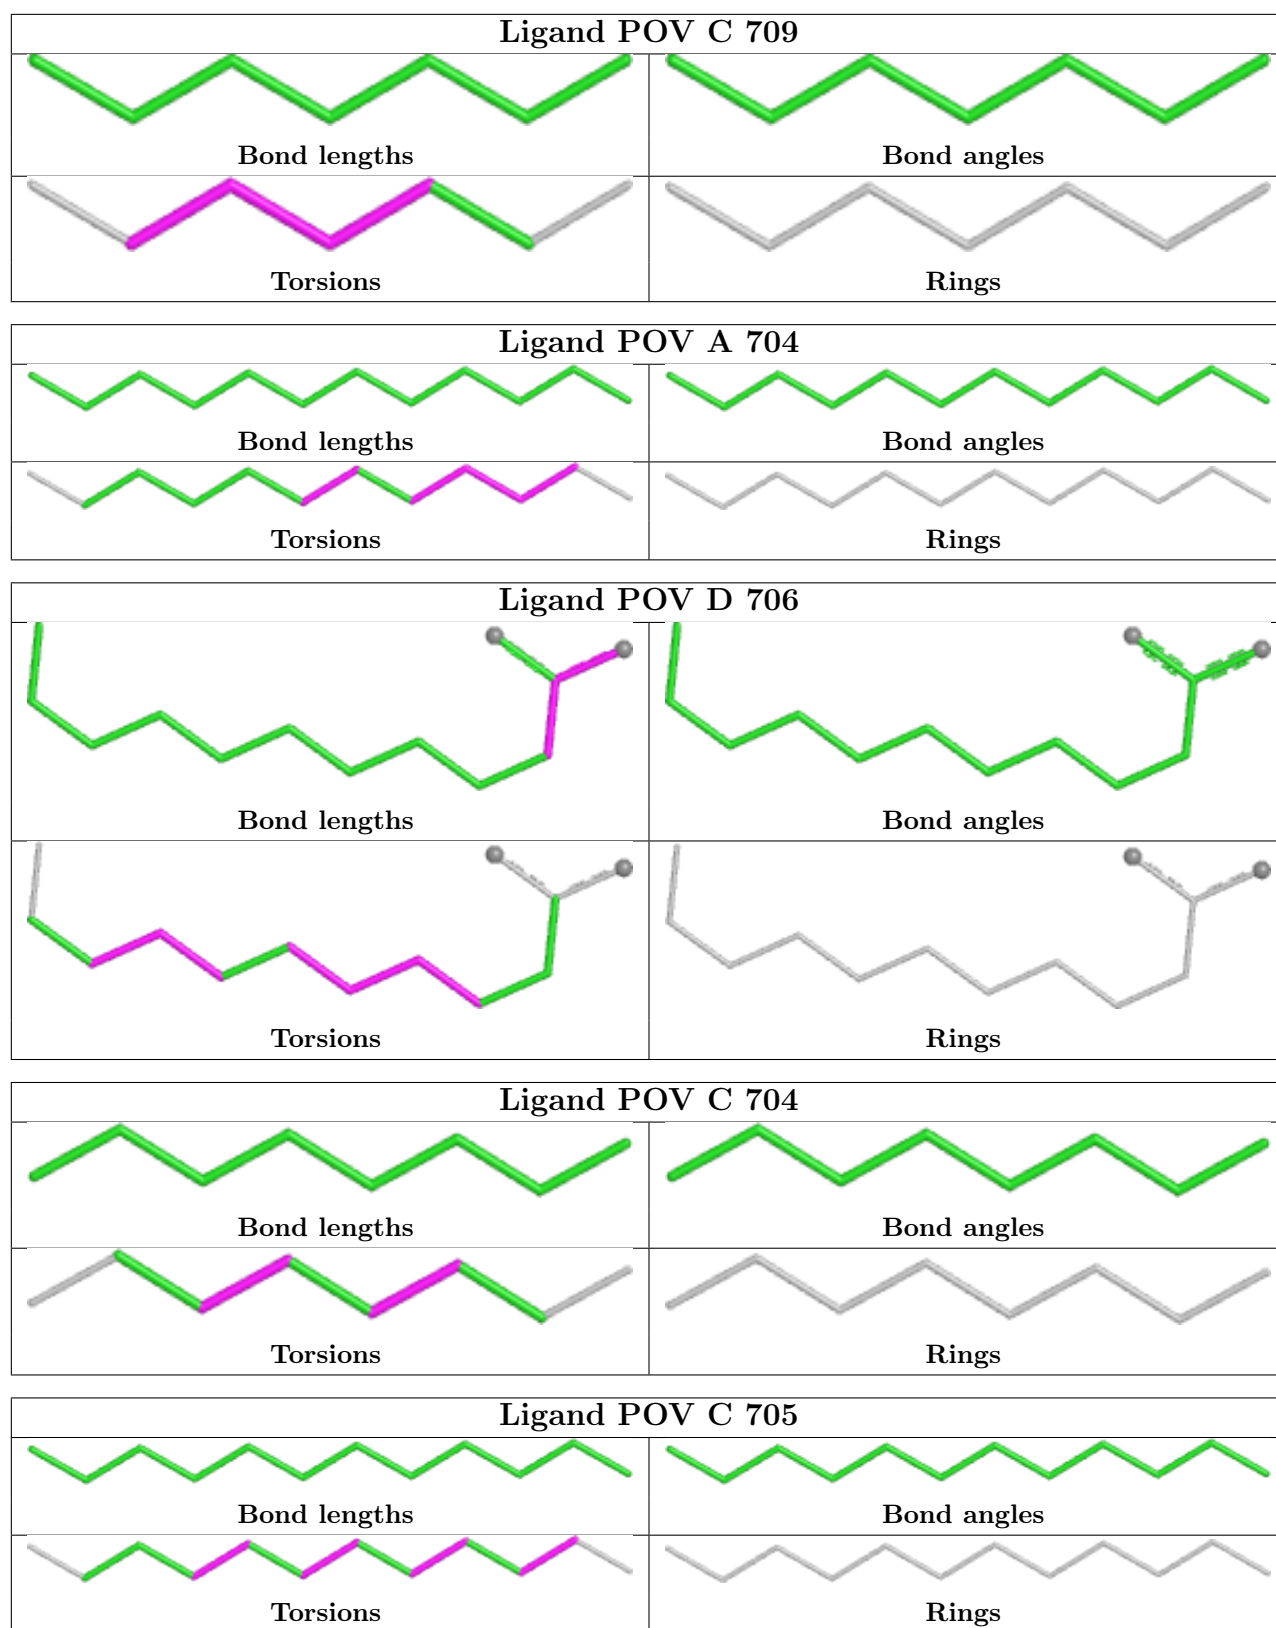 Ligand POV C 709
Bond lengths Bond angles
Torsions Rings
Ligand POV A 704
Bond lengths Bond angles
Torsions Rings
Ligand POV D 706
Bond lengths Bond angles
Torsions Rings
Ligand POV C 704
Bond lengths Bond angles
Torsions Rings
Ligand POV C 705
Bond lengths Bond angles
Torsions Rings